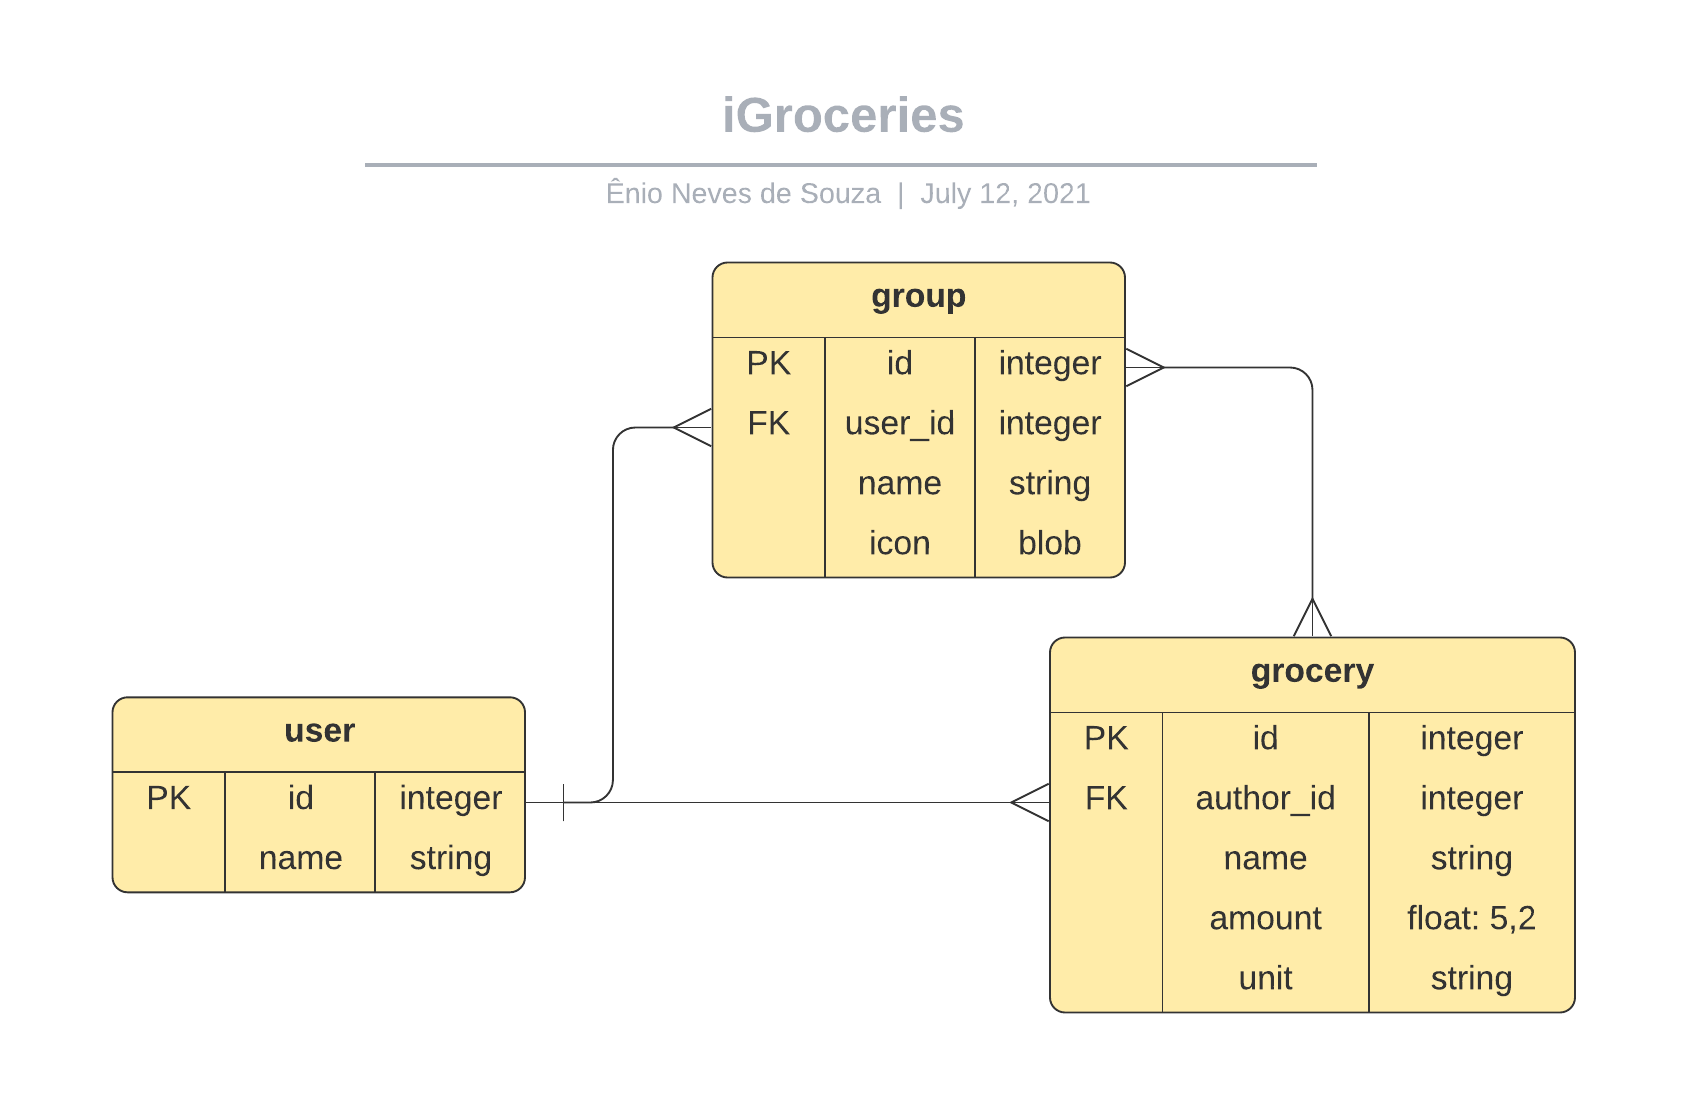 iGroceries
Ênio Neves de Souza | July 12, 2021
group
PK id integer
FK user_id integer
name string
icon blob
user
PK id integer
name string
grocery
PK id integer
FK author_id integer
name string
amount float: 5,2
unit string